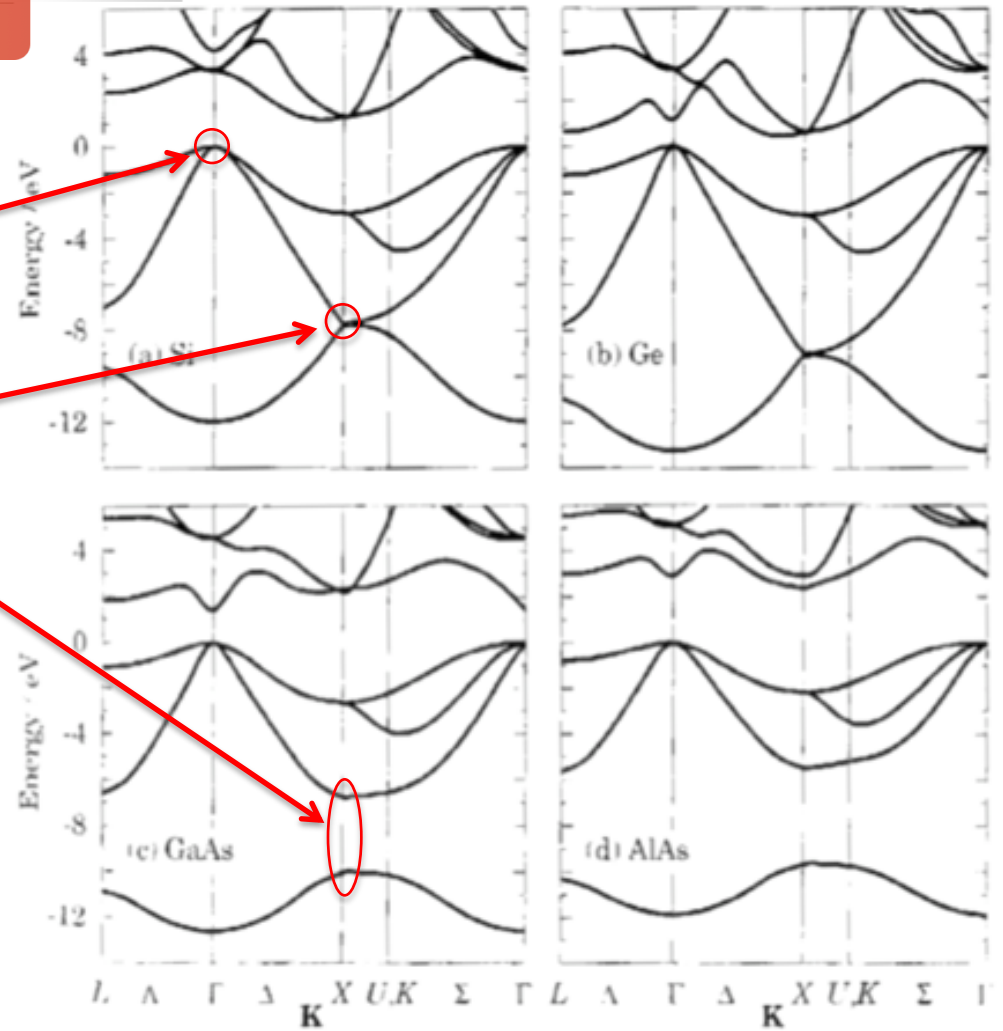 4
0
-4
-8
-12
Energy / eV
(a) Si
(b) Ge
4
0
-4
-8
-12
Energy / eV
(c) GaAs
(d) AlAs
L Λ Γ Δ X U,K Σ Γ
L Λ Γ Δ X U,K Σ Γ
K
K